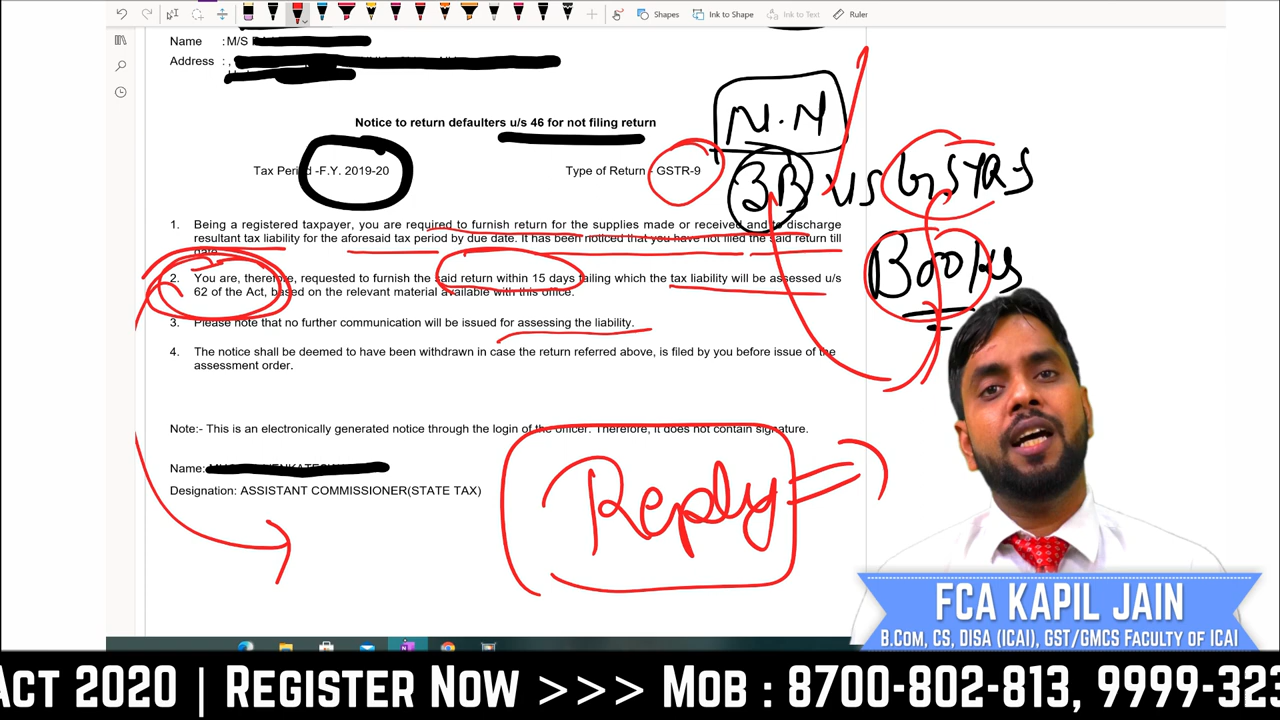 Shapes Ink to Shape Ink to Text Ruler
Name : M/S
Address : ,
Notice to return defaulters u/s 46 for not filing return
Tax Period -F.Y. 2019-20 Type of Return - GSTR-9
1. Being a registered taxpayer, you are required to furnish return for the supplies made or received and to discharge
resultant tax liability for the aforesaid tax period by due date. It has been noticed that you have not filed the said return till
date.
2. You are, therefore, requested to furnish the said return within 15 days failing which the tax liability will be assessed u/s
62 of the Act, based on the relevant material available with this office.
3. Please note that no further communication will be issued for assessing the liability.
4. The notice shall be deemed to have been withdrawn in case the return referred above, is filed by you before issue of the
assessment order.
Note:- This is an electronically generated notice through the login of the officer. Therefore, it does not contain signature.
Name:
Designation: ASSISTANT COMMISSIONER(STATE TAX)
N.N
3B VS
Books
Reply
FCA KAPIL JAIN
B.COM, CS, DISA (ICAI), GST/GMCS FACULTY OF ICAI
ACT 2020 | REGISTER NOW >>> MOB : 8700-802-813, 9999-323